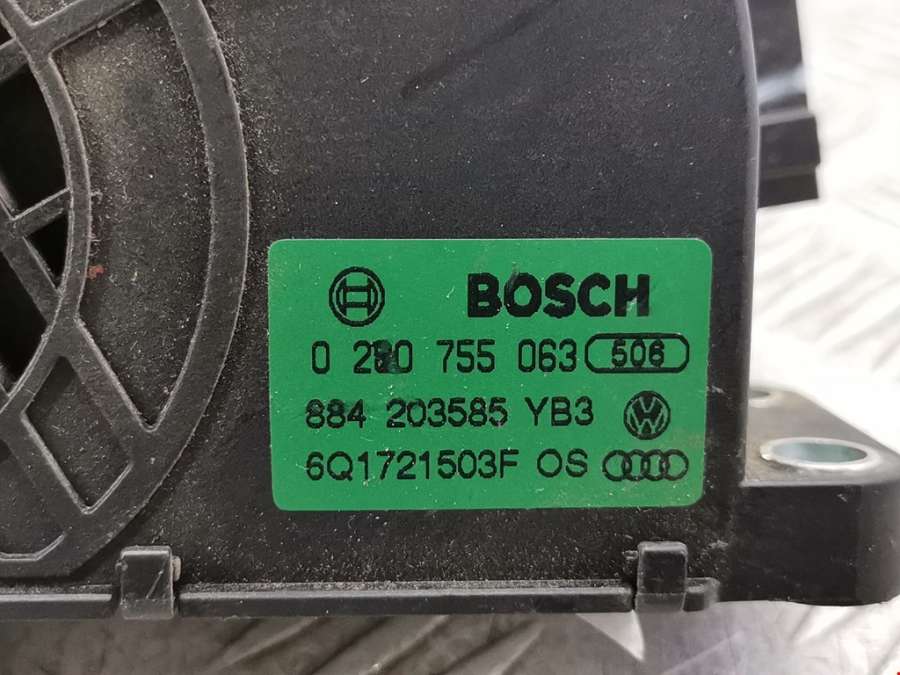 BOSCH
0 280 755 063 506
884 203585 YB3
6Q1721503F OS